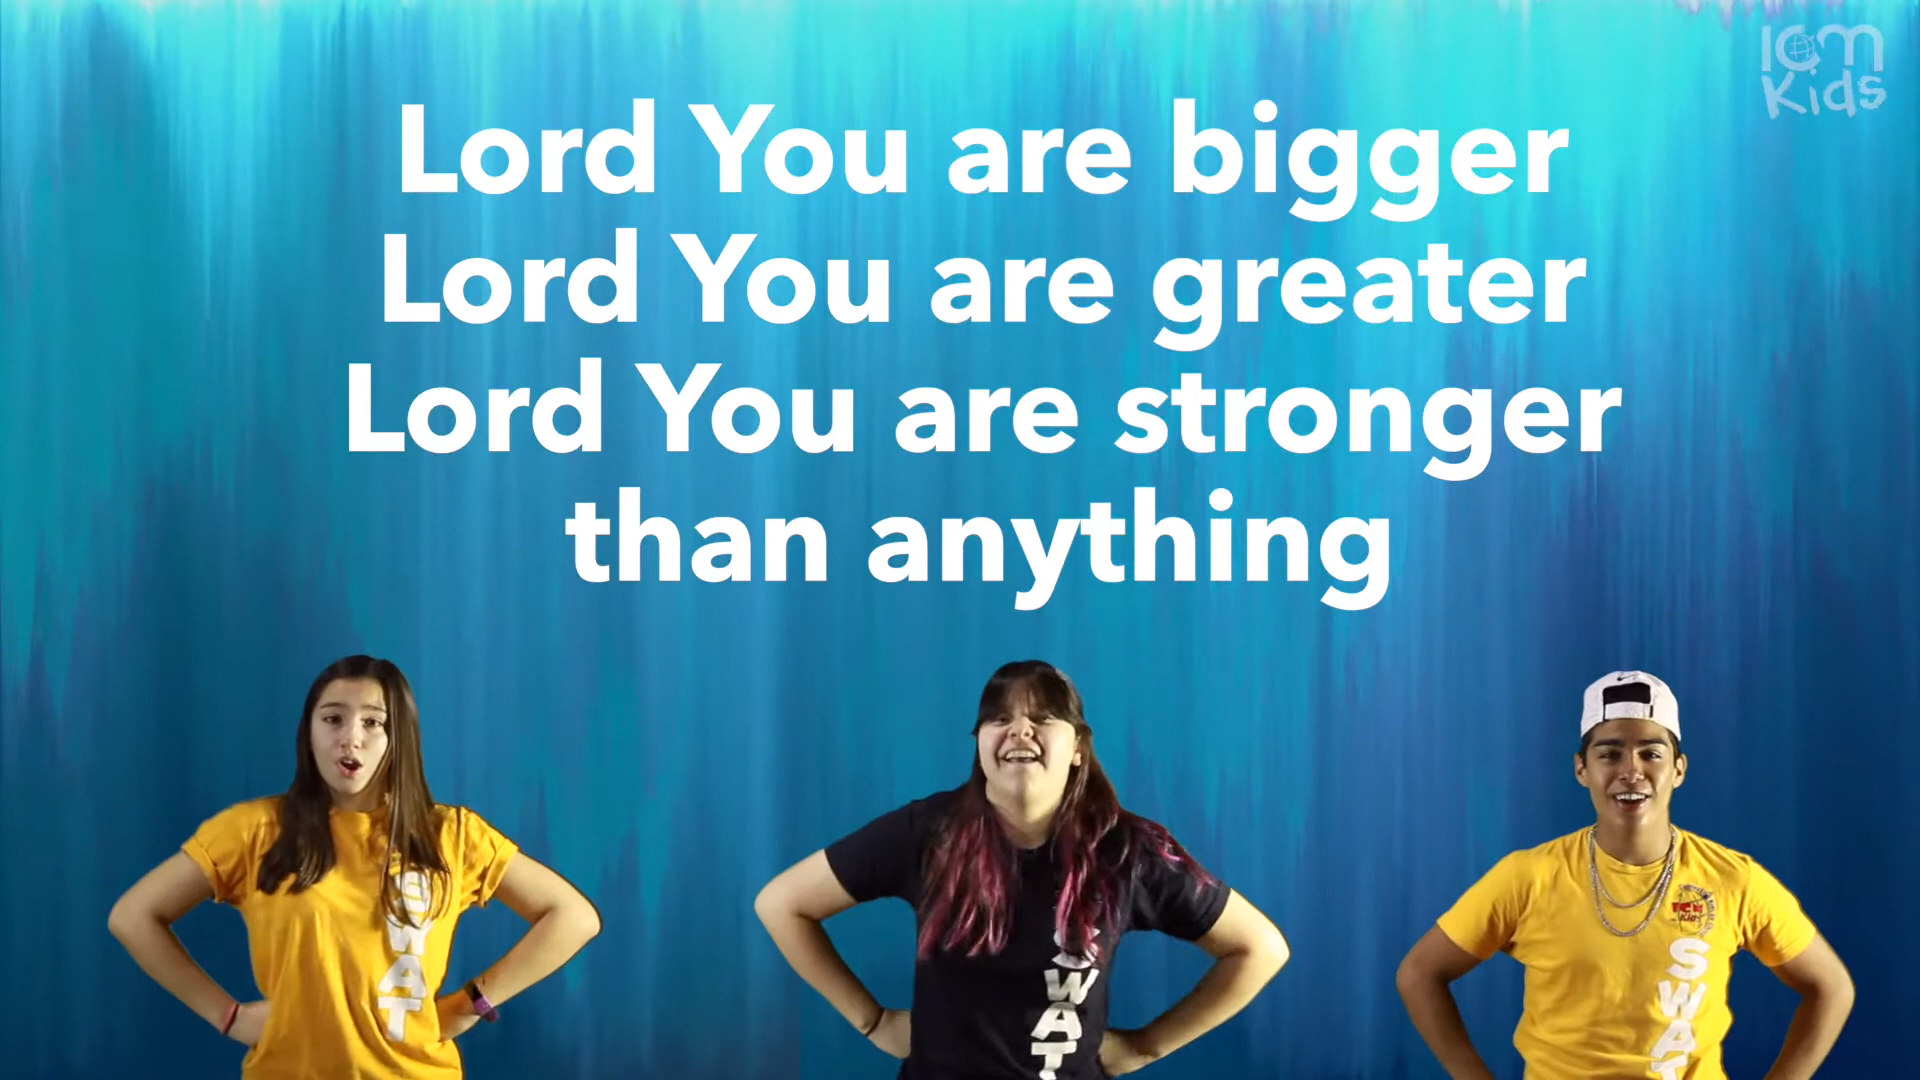 ICM
Kids
Lord You are bigger
Lord You are greater
Lord You are stronger
than anything
SWAT
SWAT
SWAT